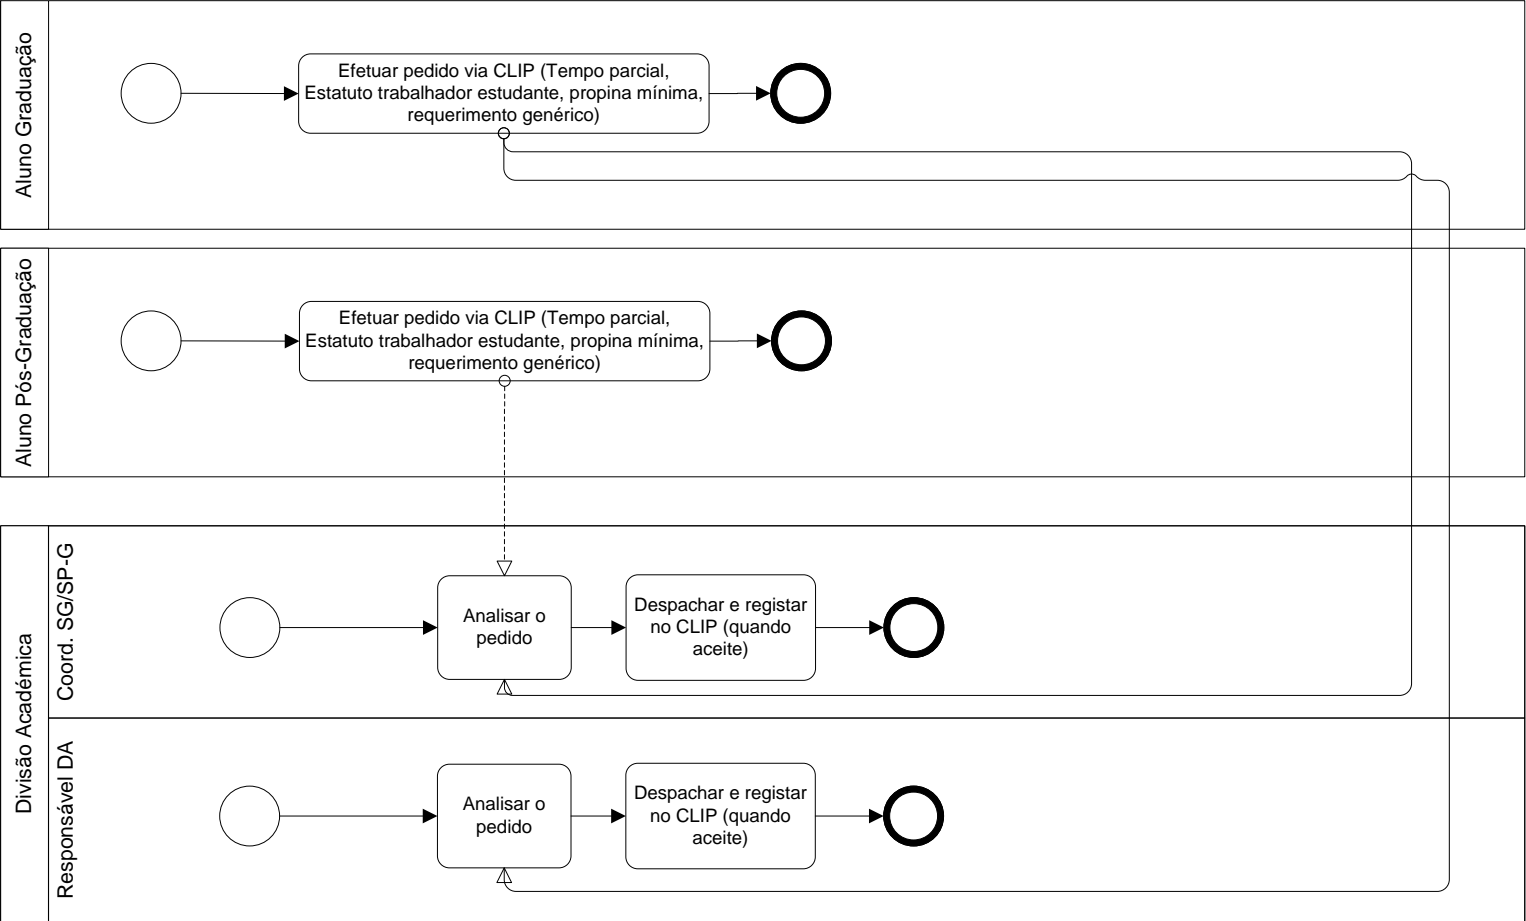 Aluno Graduação
Efetuar pedido via CLIP (Tempo parcial,
Estatuto trabalhador estudante, propina mínima,
requerimento genérico)
Aluno Pós-Graduação
Efetuar pedido via CLIP (Tempo parcial,
Estatuto trabalhador estudante, propina mínima,
requerimento genérico)
Divisão Académica
Coord. SG/SP-G
Analisar o
pedido
Despachar e registar
no CLIP (quando
aceite)
Responsável DA
Analisar o
pedido
Despachar e registar
no CLIP (quando
aceite)